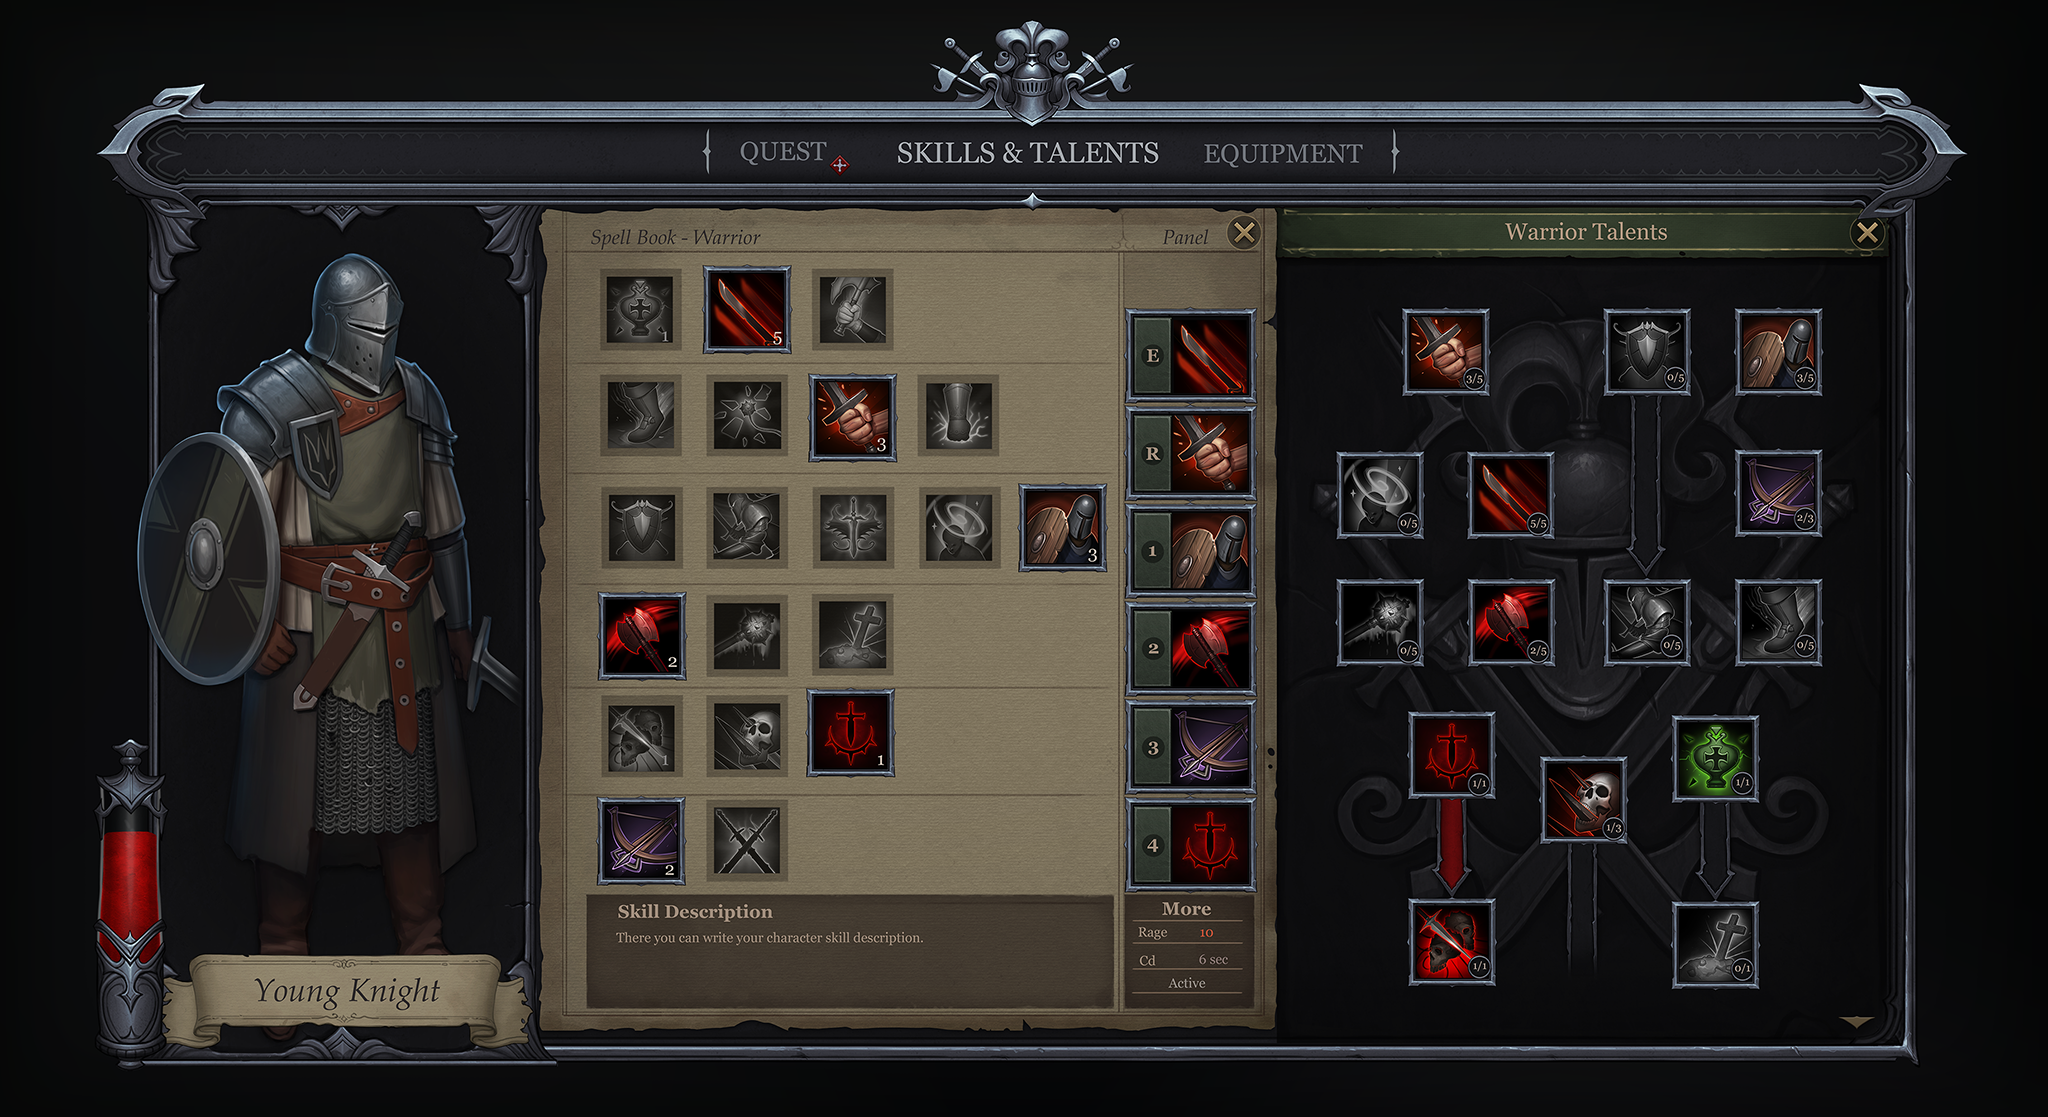 QUEST
SKILLS & TALENTS
EQUIPMENT
Spell Book - Warrior
Panel
Warrior Talents
1
5
3
3
2
1
1
2
E
R
1
2
3
4
3/5
0/5
3/5
0/5
5/5
2/3
0/5
2/5
0/5
0/5
1/1
1/3
1/1
1/1
0/1
Skill Description
There you can write your character skill description.
More
Rage 10
Cd 6 sec
Active
Young Knight